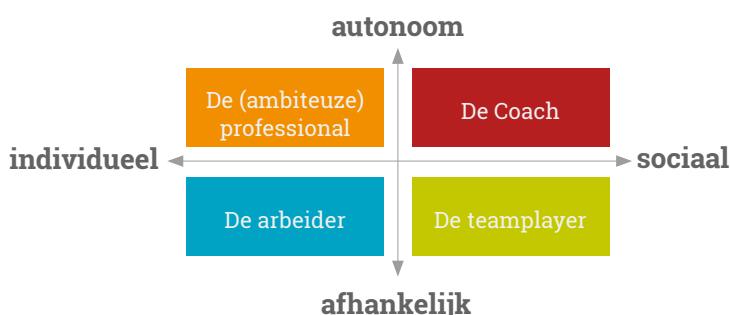 autonoom
De (ambiteuze)
professional
De Coach
individueel
sociaal
De arbeider
De teamplayer
afhankelijk